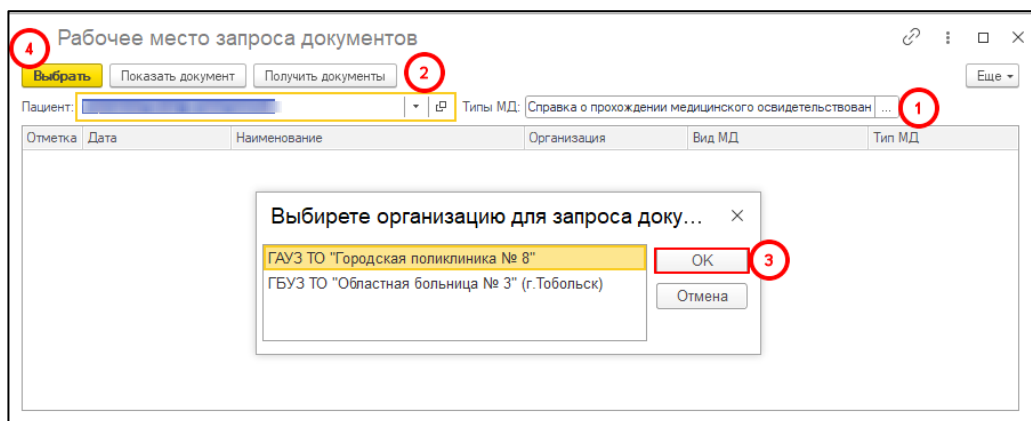 Рабочее место запроса документов
4
Выбрать Показать документ Получить документы 2 Еще
Пациент: Типы МД: Справка о прохождении медицинского освидетельствован ... 1
Отметка Дата Наименование Организация Вид МД Тип МД
Выбирете организацию для запроса доку...
ГАУЗ ТО "Городская поликлиника № 8" OK 3
ГБУЗ ТО "Областная больница № 3" (г.Тобольск) Отмена